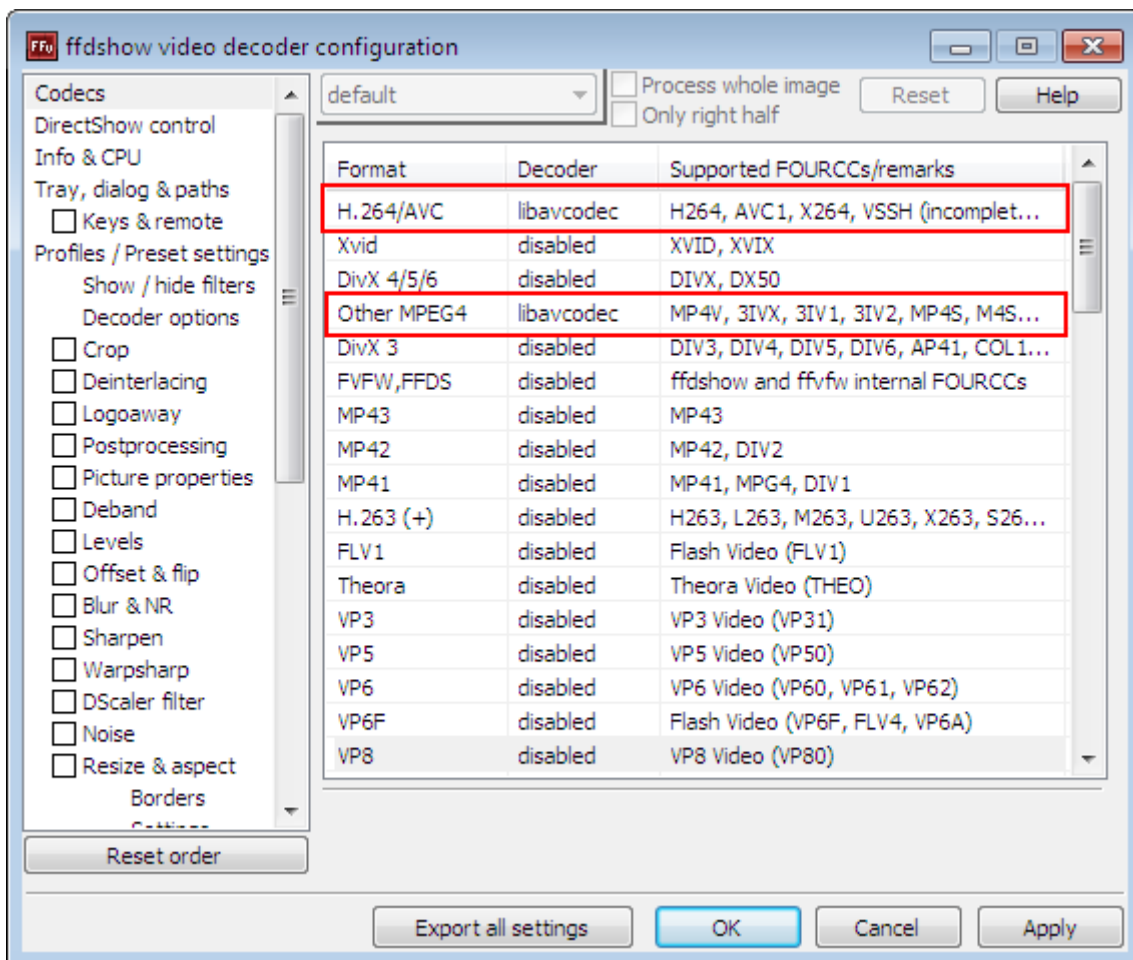 FFv ffdshow video decoder configuration
Codecs
DirectShow control
Info & CPU
Tray, dialog & paths
Keys & remote
Profiles / Preset settings
Show / hide filters
Decoder options
Crop
Deinterlacing
Logoaway
Postprocessing
Picture properties
Deband
Levels
Offset & flip
Blur & NR
Sharpen
Warpsharp
DScaler filter
Noise
Resize & aspect
Borders
Reset order
default
Process whole image
Only right half
Reset
Help
Format Decoder Supported FOURCCs/remarks
H.264/AVC libavcodec H264, AVC1, X264, VSSH (incomplet...
Xvid disabled XVID, XVIX
DivX 4/5/6 disabled DIVX, DX50
Other MPEG4 libavcodec MP4V, 3IVX, 3IV1, 3IV2, MP4S, M4S...
DivX 3 disabled DIV3, DIV4, DIV5, DIV6, AP41, COL1...
FVFW,FFDS disabled ffdshow and ffvfw internal FOURCCs
MP43 disabled MP43
MP42 disabled MP42, DIV2
MP41 disabled MP41, MPG4, DIV1
H.263 (+) disabled H263, L263, M263, U263, X263, S26...
FLV1 disabled Flash Video (FLV1)
Theora disabled Theora Video (THEO)
VP3 disabled VP3 Video (VP31)
VP5 disabled VP5 Video (VP50)
VP6 disabled VP6 Video (VP60, VP61, VP62)
VP6F disabled Flash Video (VP6F, FLV4, VP6A)
VP8 disabled VP8 Video (VP80)
Export all settings
OK
Cancel
Apply